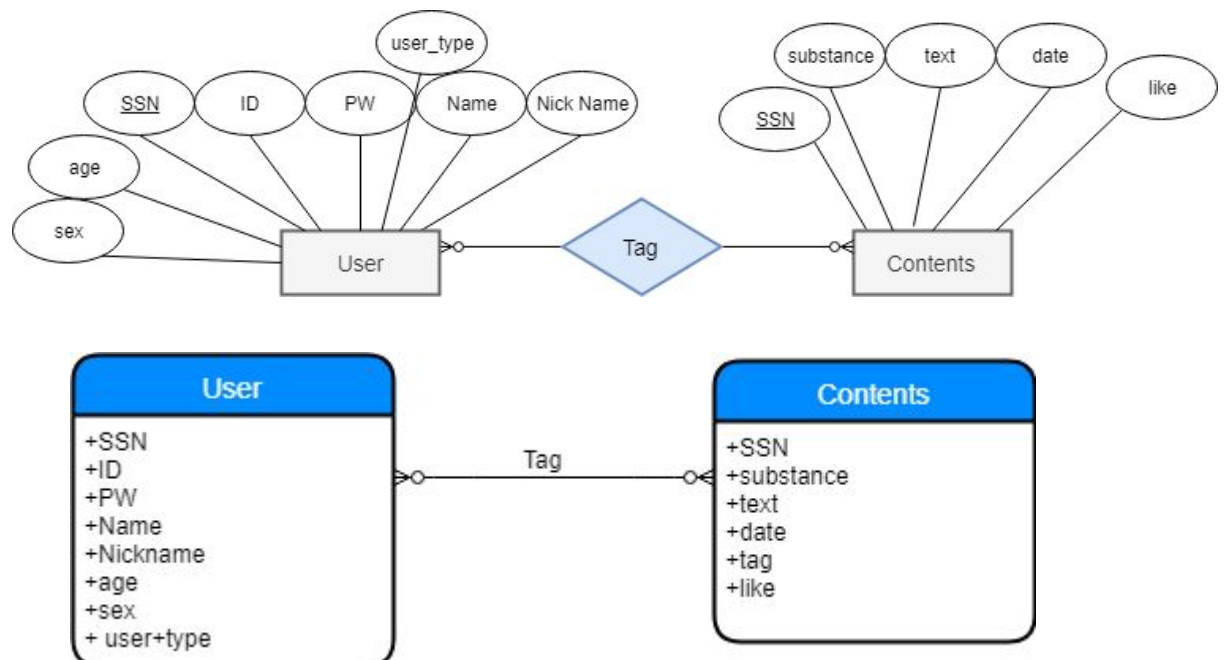 user_type
substance
text
date
like
SSN
ID
PW
Name
Nick Name
SSN
age
sex
User
Tag
Contents
User
+SSN
+ID
+PW
+Name
+Nickname
+age
+sex
+ user+type
Tag
Contents
+SSN
+substance
+text
+date
+tag
+like